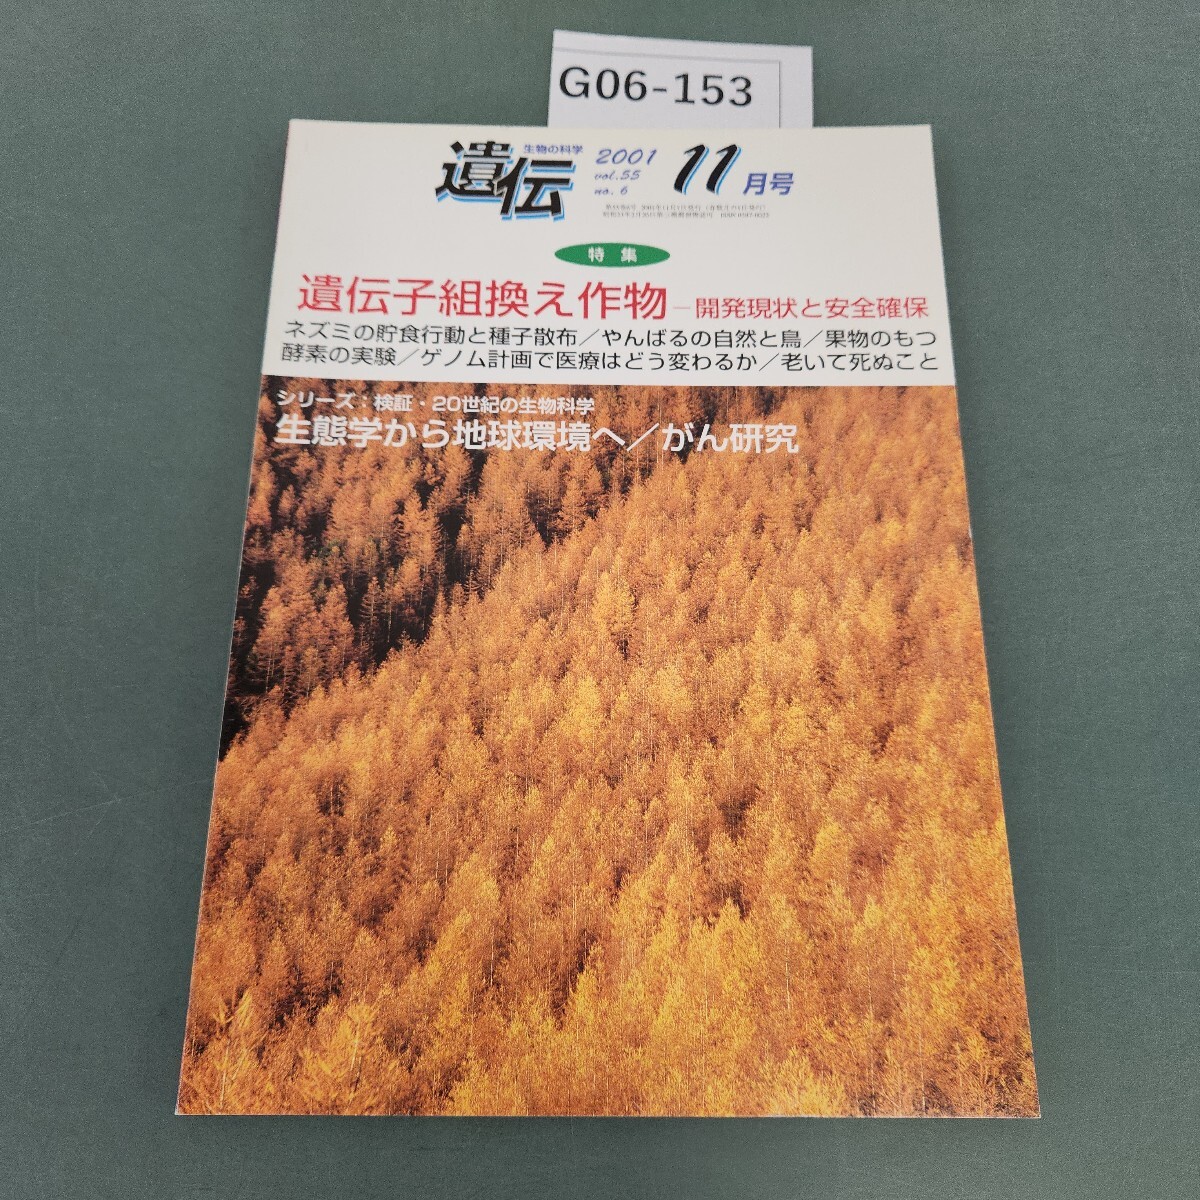 G06-153
生物の科学
遺伝
2001
vol.55
no. 6
11月号
特集
遺伝子組換え作物－開発現状と安全確保
ネズミの貯食行動と種子散布／やんばるの自然と鳥／果物のもつ
酵素の実験／ゲノム計画で医療はどう変わるか／老いて死ぬこと
シリーズ：検証・20世紀の生物科学
生態学から地球環境へ／がん研究